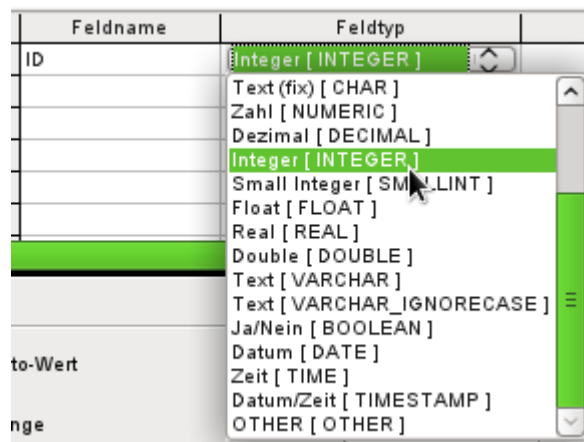 Feldname Feldtyp
ID Integer [ INTEGER ]
Text (fix) [ CHAR ]
Zahl [ NUMERIC ]
Dezimal [ DECIMAL ]
Integer [ INTEGER ]
Small Integer [ SMALLINT ]
Float [ FLOAT ]
Real [ REAL ]
Double [ DOUBLE ]
Text [ VARCHAR ]
Text [ VARCHAR_IGNORECASE ]
Ja/Nein [ BOOLEAN ]
Datum [ DATE ]
to-Wert
Zeit [ TIME ]
Datum/Zeit [ TIMESTAMP ]
nge
OTHER [ OTHER ]